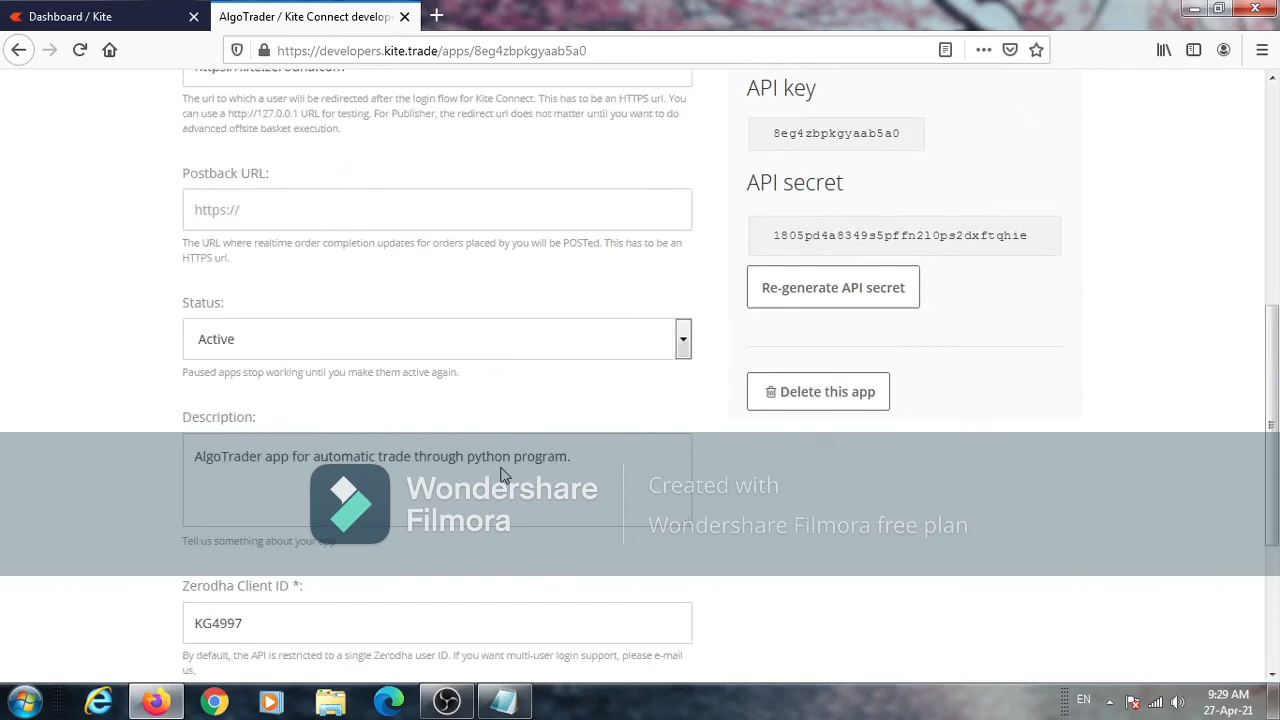 Dashboard / Kite
AlgoTrader / Kite Connect develop
https://developers.kite.trade/apps/8eg4zbpkgyaab5a0
https://kite.zerodha.com
The url to which a user will be redirected after the login flow for Kite Connect. This has to be an HTTPS url. You
can use a http://127.0.0.1 URL for testing. For Publisher, the redirect url does not matter until you want to do
advanced offsite basket execution.
Postback URL:
https://
The URL where realtime order completion updates for orders placed by you will be POSTed. This has to be an
HTTPS url.
Status:
Active
Paused apps stop working until you make them active again.
Description:
AlgoTrader app for automatic trade through python program.
Tell us something about your app
Zerodha Client ID *:
KG4997
By default, the API is restricted to a single Zerodha user ID. If you want multi-user login support, please e-mail
us.
API key
8eg4zbpkgyaab5a0
API secret
1805pd4a8349s5pffn2l0ps2dxftqhie
Re-generate API secret
Delete this app
Wondershare
Filmora
Created with
Wondershare Filmora free plan
EN
9:29 AM
27-Apr-21